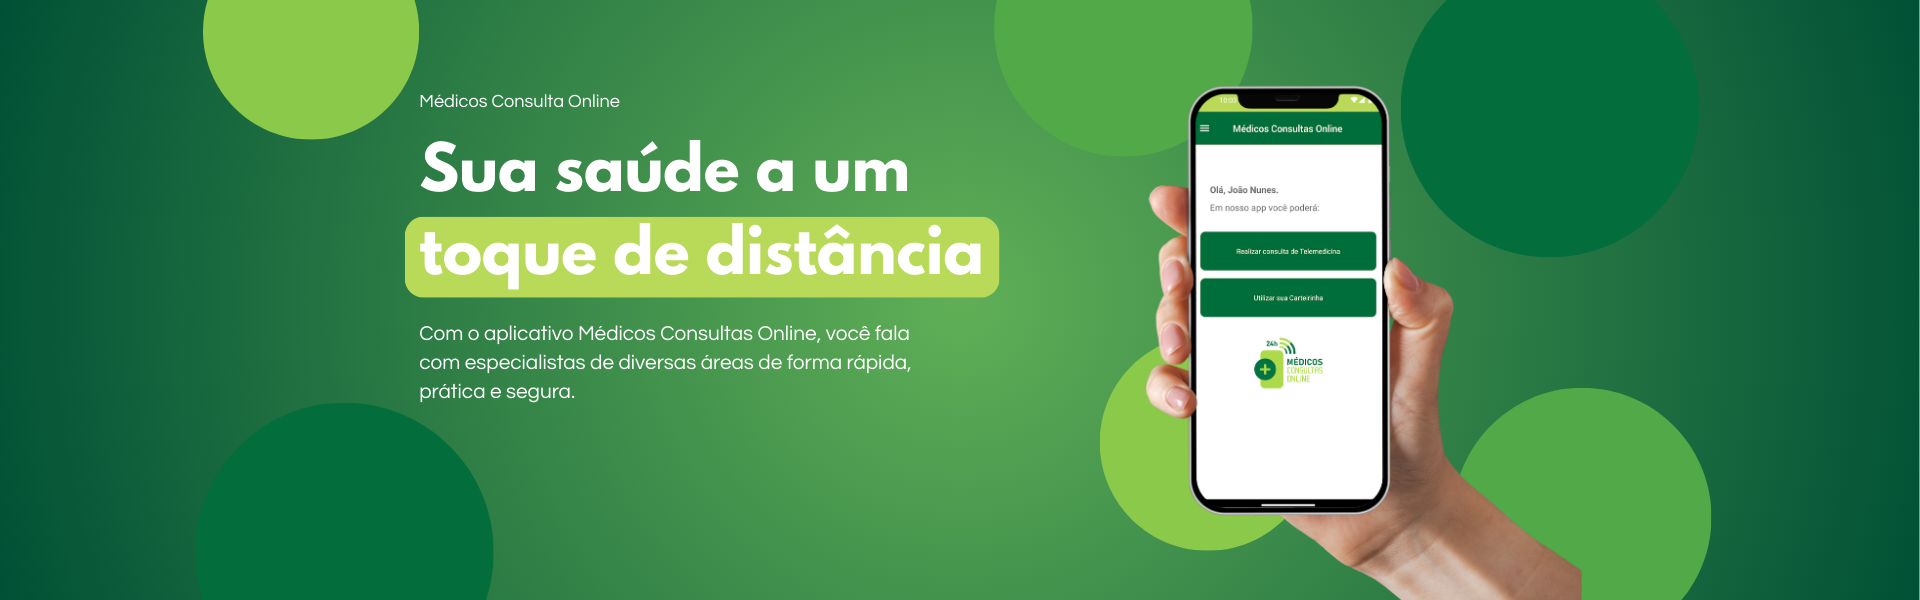 Médicos Consulta Online
Sua saúde a um
toque de distância
Com o aplicativo Médicos Consultas Online, você fala
com especialistas de diversas áreas de forma rápida,
prática e segura.
Médicos Consultas Online
Olá, João Nunes.
Em nosso app você poderá:
Realizar consulta de Telemedicina
Utilizar sua Carteirinha
24h
MÉDICOS
CONSULTAS
ONLINE